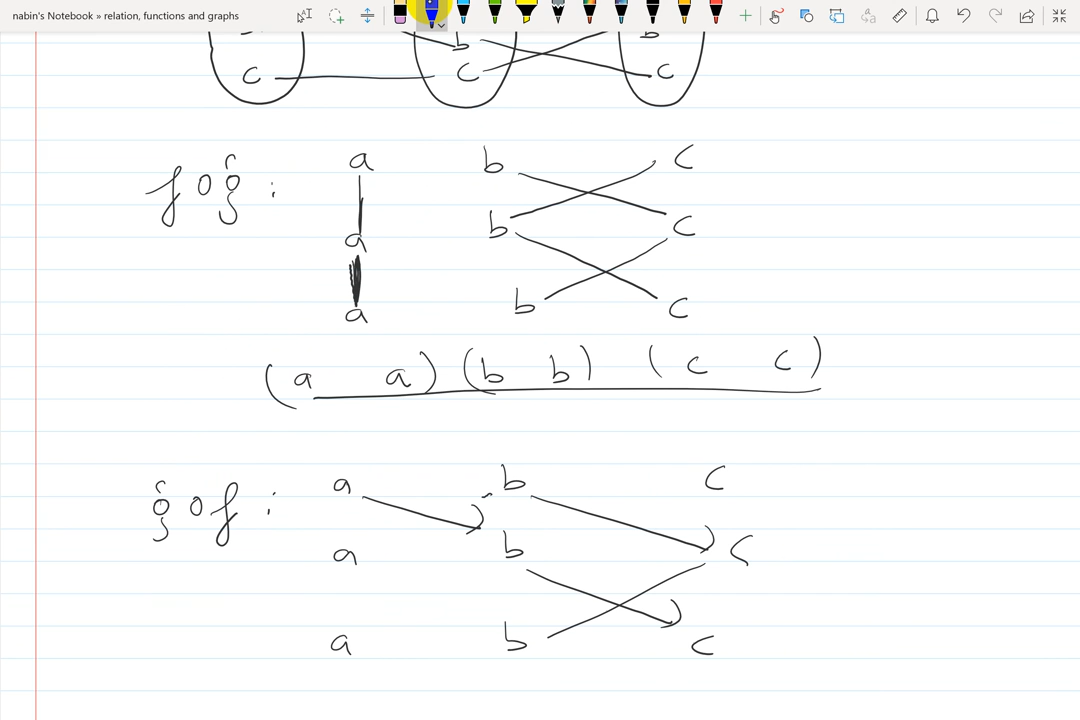 nabin's Notebook » relation, functions and graphs
b b
c c c
fog : a b c
a b c
a b c
(a a) (b b) (c c)
gof : a b c
a b c
a b c